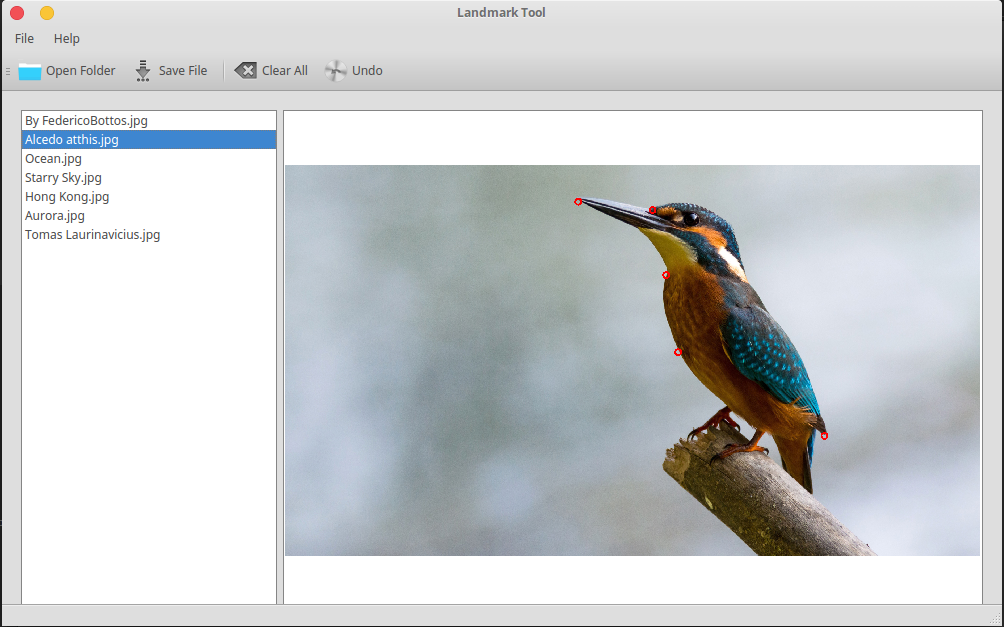 Landmark Tool
File Help
Open Folder Save File Clear All Undo
By FedericoBottos.jpg
Alcedo atthis.jpg
Ocean.jpg
Starry Sky.jpg
Hong Kong.jpg
Aurora.jpg
Tomas Laurinavicius.jpg